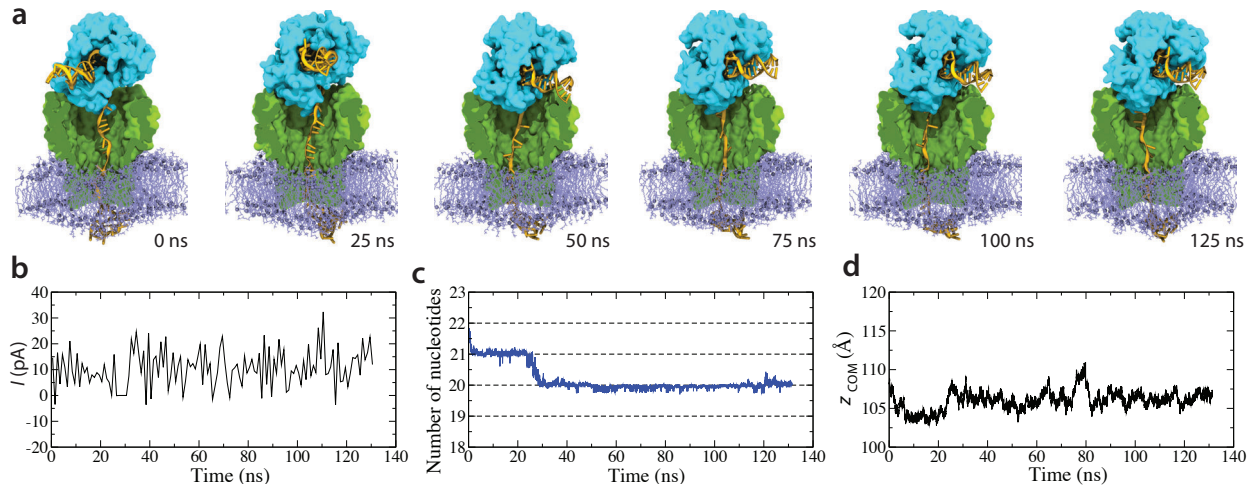 a
0 ns
25 ns
50 ns
75 ns
100 ns
125 ns
b
I (pA)
40
30
20
10
0
-10
-20
0 20 40 60 80 100 120 140
Time (ns)
c
Number of nucleotides
23
22
21
20
19
18
0 20 40 60 80 100 120 140
Time (ns)
d
z COM (Å)
120
115
110
105
100
0 20 40 60 80 100 120 140
Time (ns)